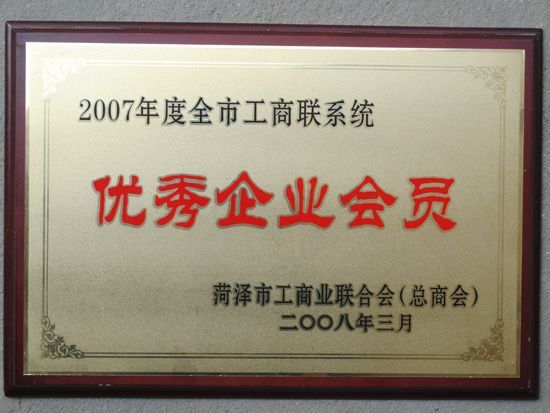 2007年度全市工商联系统
优秀企业会员
菏泽市工商业联合会(总商会)
二〇〇八年三月